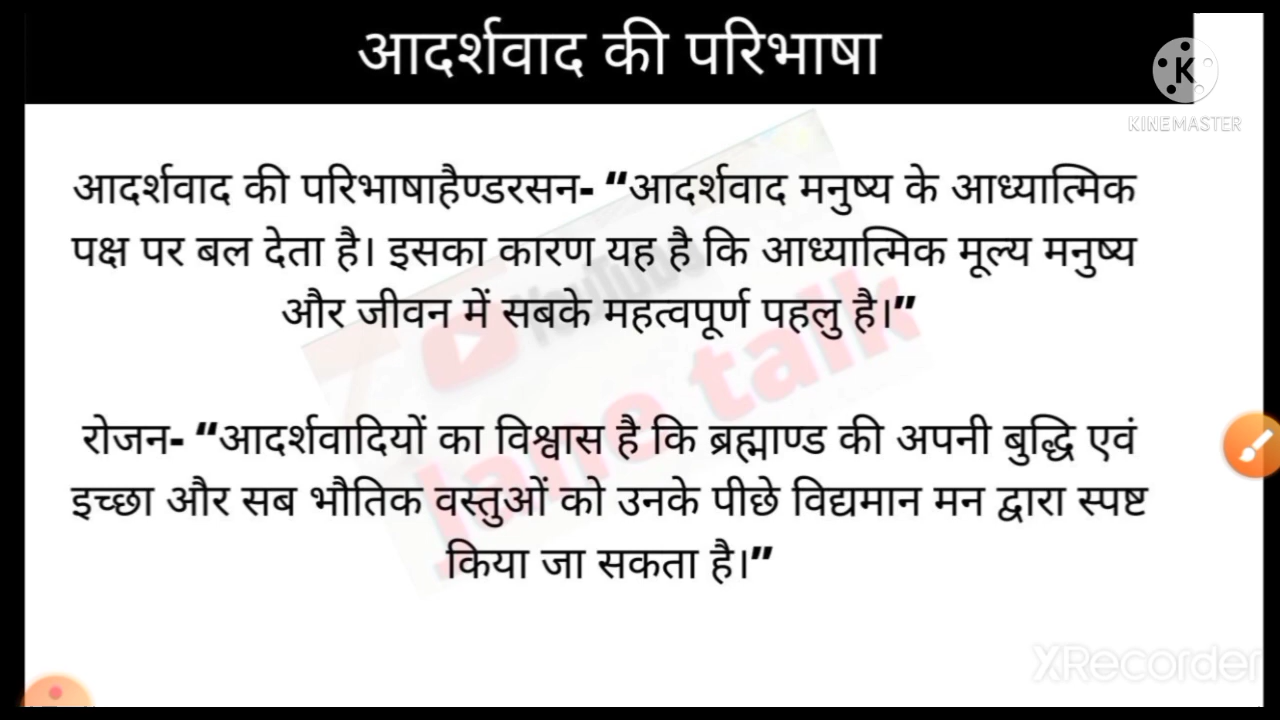 आदर्शवाद की परिभाषा
K
KINEMASTER
आदर्शवाद की परिभाषाहैण्डरसन- “आदर्शवाद मनुष्य के आध्यात्मिक
पक्ष पर बल देता है। इसका कारण यह है कि आध्यात्मिक मूल्य मनुष्य
और जीवन में सबके महत्वपूर्ण पहलु है।”
YouTube
talk
रोजन- “आदर्शवादियों का विश्वास है कि ब्रह्माण्ड की अपनी बुद्धि एवं
इच्छा और सब भौतिक वस्तुओं को उनके पीछे विद्यमान मन द्वारा स्पष्ट
किया जा सकता है।”
XRecorder